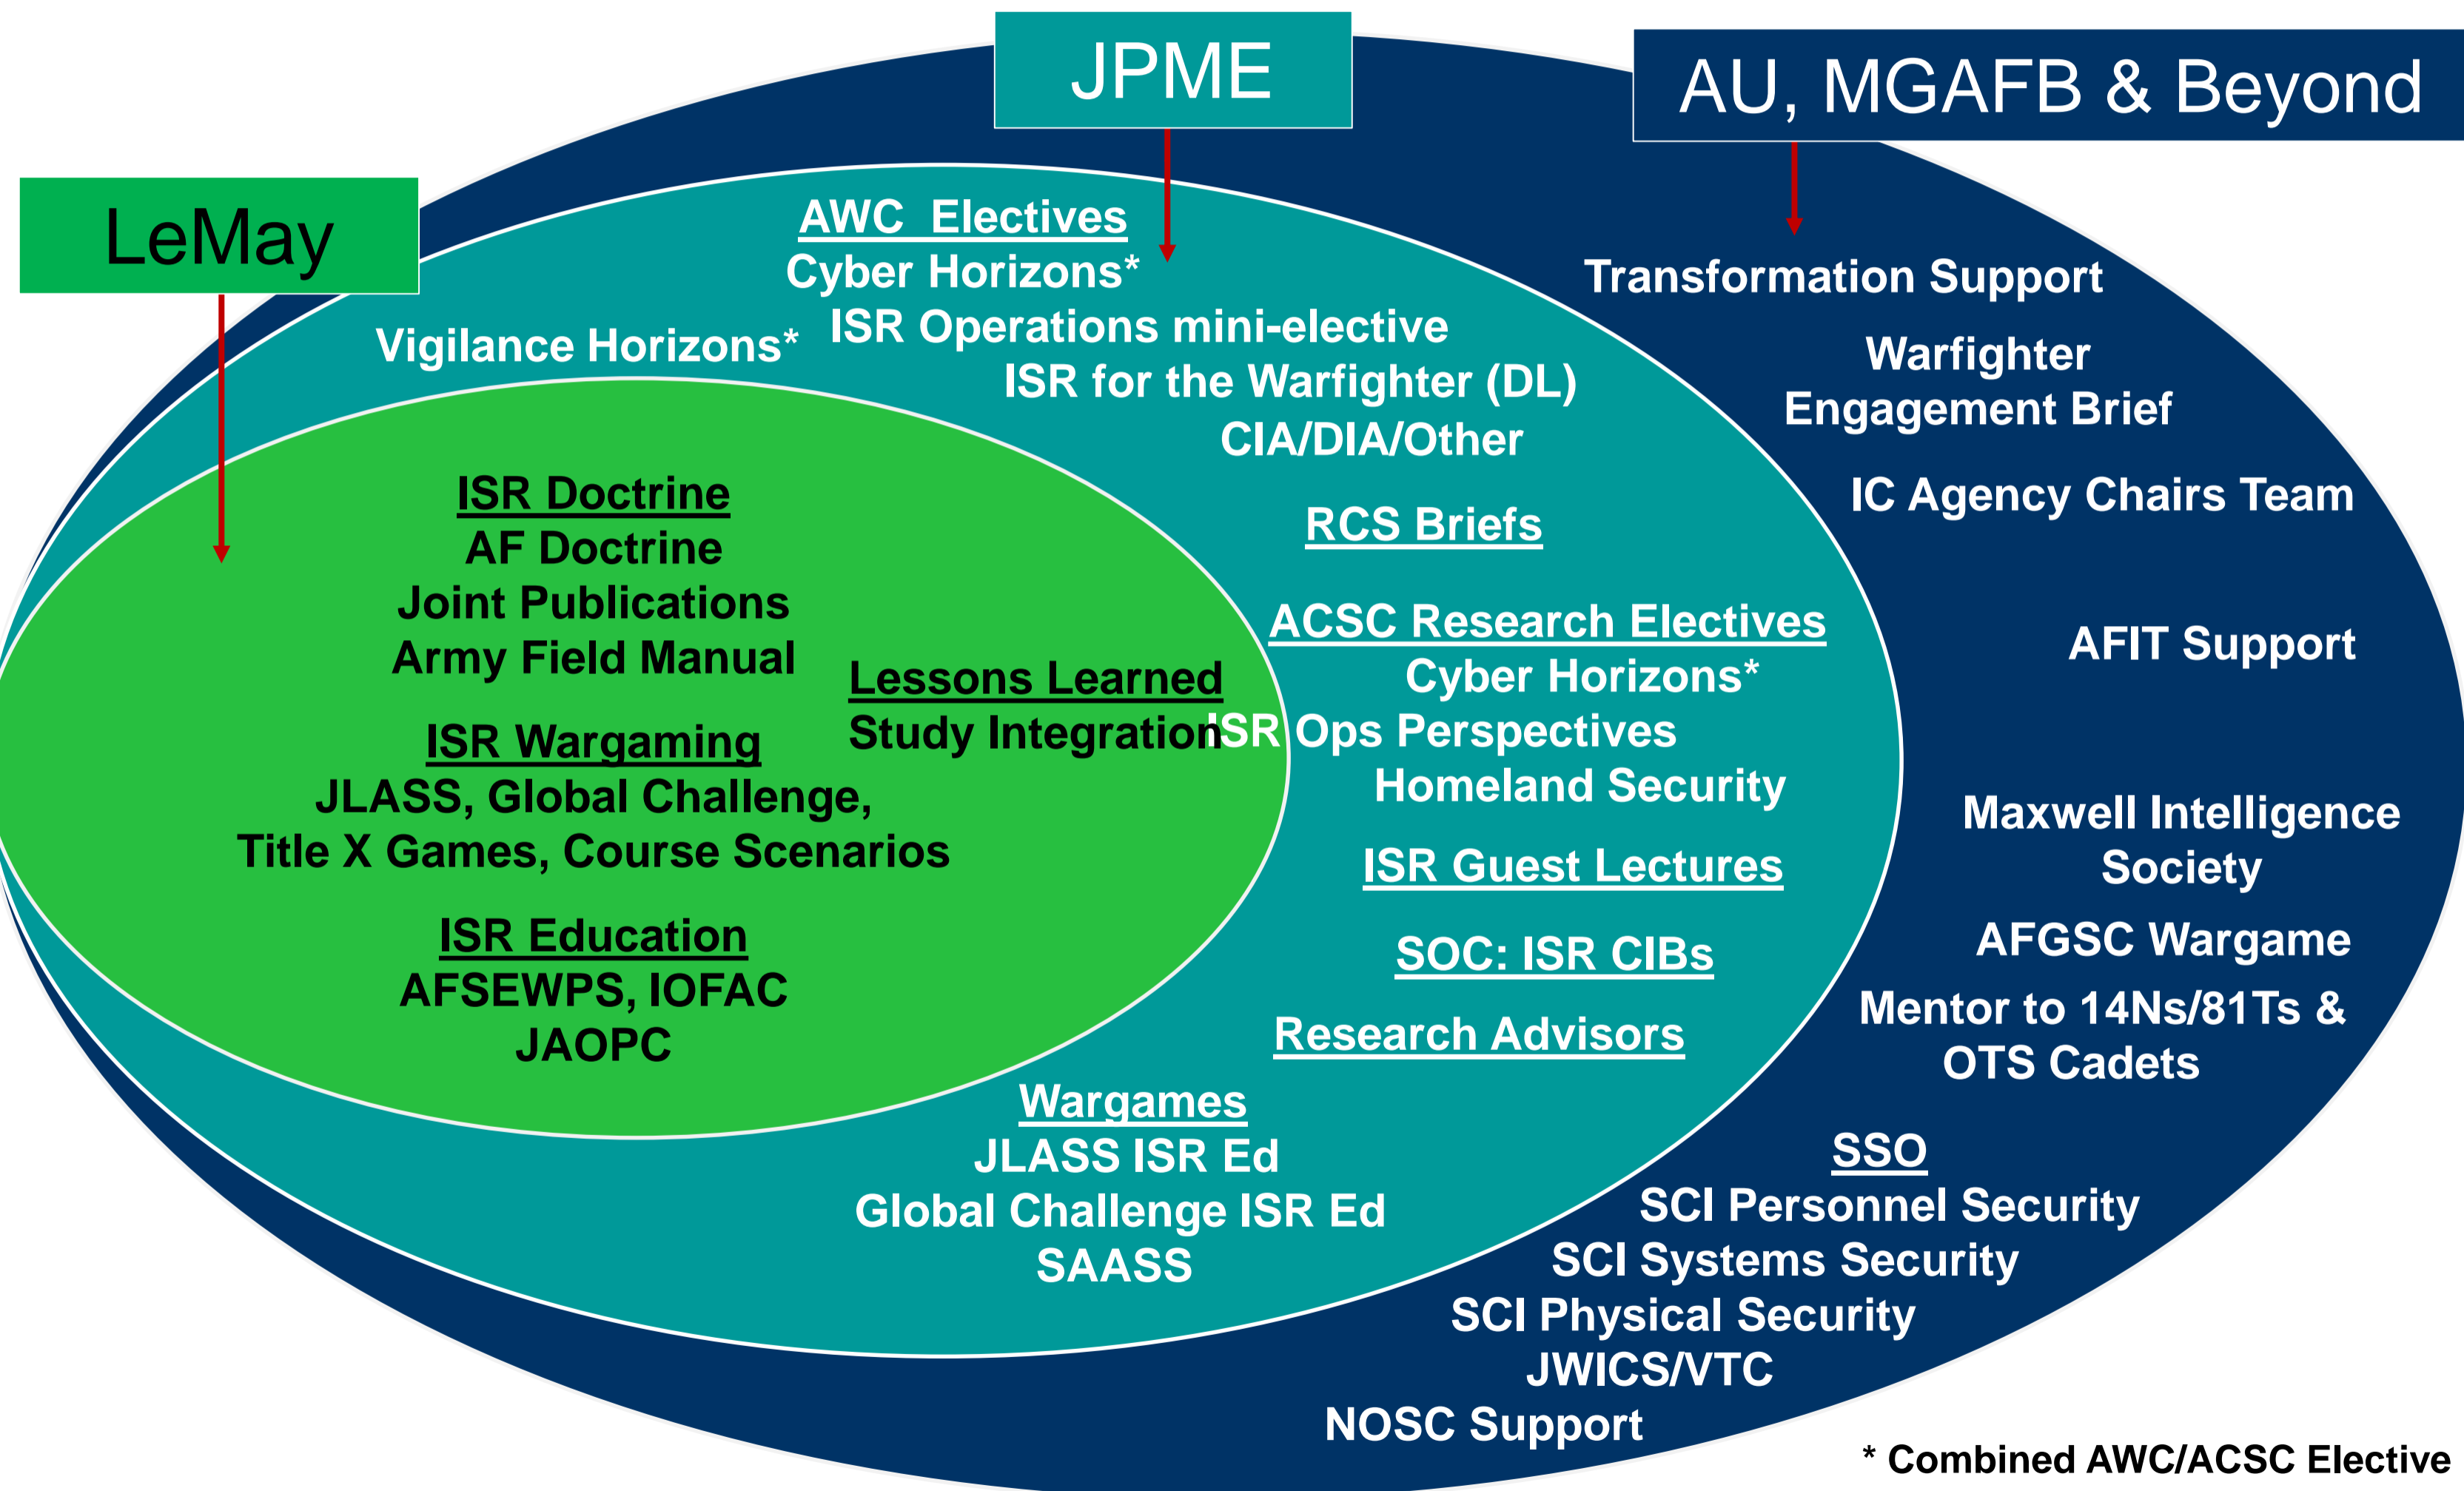 JPME
AU, MGAFB & Beyond
LeMay
AWC Electives
Cyber Horizons*
Vigilance Horizons*
ISR Operations mini-elective
ISR for the Warfighter (DL)
CIA/DIA/Other
RCS Briefs
ACSC Research Electives
Cyber Horizons*
ISR Ops Perspectives
Homeland Security
ISR Guest Lectures
SOC: ISR CIBs
Research Advisors
Wargames
JLASS ISR Ed
Global Challenge ISR Ed
SAASS
ISR Doctrine
AF Doctrine
Joint Publications
Army Field Manual
Lessons Learned
Study Integration
ISR Wargaming
JLASS, Global Challenge,
Title X Games, Course Scenarios
ISR Education
AFSEWPS, IOFAC
JAOPC
Transformation Support
Warfighter
Engagement Brief
IC Agency Chairs Team
AFIT Support
Maxwell Intelligence
Society
AFGSC Wargame
Mentor to 14Ns/81Ts &
OTS Cadets
SSO
SCI Personnel Security
SCI Systems Security
SCI Physical Security
JWICS/VTC
NOSC Support
* Combined AWC/ACSC Elective